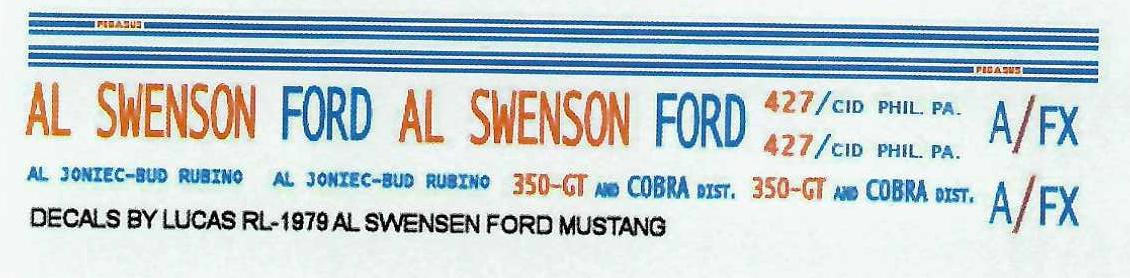 PEGASUS
PEGASUS
AL SWENSON FORD AL SWENSON FORD
427/CID PHIL. PA.
427/CID PHIL. PA.
A/FX
AL JONIEC-BUD RUBINO AL JONIEC-BUD RUBINO 350-GT AND COBRA DIST. 350-GT AND COBRA DIST.
A/FX
DECALS BY LUCAS RL-1979 AL SWENSEN FORD MUSTANG